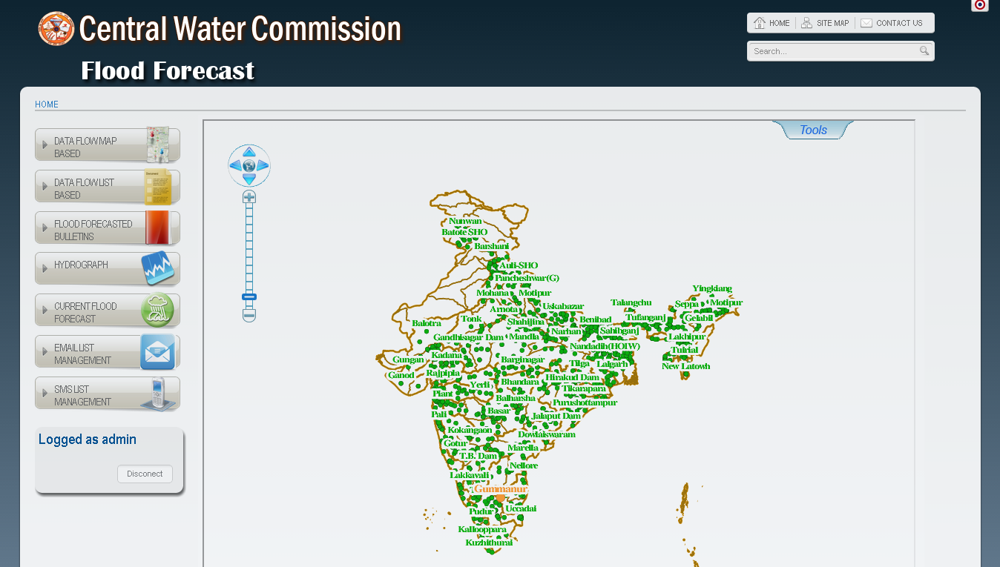 Central Water Commission
Flood Forecast
HOME
SITE MAP
CONTACT US
Search...
HOME
DATA FLOW MAP
BASED
DATA FLOW LIST
BASED
FLOOD FORECASTED
BULLETINS
HYDROGRAPH
CURRENT FLOOD
FORECAST
EMAIL LIST
MANAGEMENT
SMS LIST
MANAGEMENT
Logged as admin
Disconect
Tools
Nunwan
Batote SHO
Barshani
Auli-SHO
Pancheshwar(G)
Mohana
Motipur
Yingkiang
Arnota
Uskabazar
Talangchu
Seppa
Motipur
Balotra
Tonk
Shahijina
Benibad
Tufanganj
Gelabil
Gandhisagar Dam
Mandla
Narhan
Sahibganj
Lakhipur
Nandadih(HOIW)
Tuirial
Gungan
Kadana
Barginagar
Tilga
Lalgarh
New Latowh
Ganod
Rajpipla
Yerli
Bhandara
Hirakud Dam
Tikarapara
Plant
Balharsha
Purushottampur
Pali
Basar
Jalaput Dam
Kokangaon
Dowlaiswaram
Gotur
Marella
T.B. Dam
Nellore
Lakkavali
Gummanur
Pudur
Uccadai
Kallooppara
Kuzhithurai